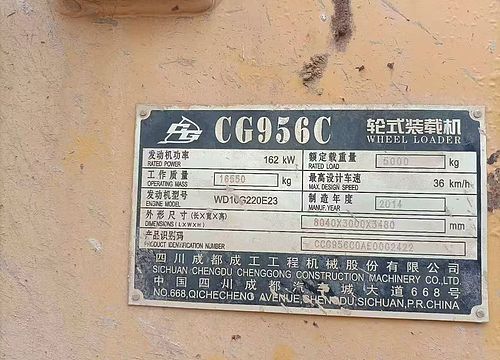 CG956C 轮式装载机
WHEEL LOADER
发动机功率 162 kW 额定载重量 5000 kg
RATED POWER RATED LOAD
工作质量 16550 kg 最高设计车速 36 km/h
OPERATING MASS MAX. DESIGN SPEED
发动机型号 WD10G220E23 制造年度 2014
ENGINE MODEL MANUF. YEAR
外形尺寸(长×宽×高) 8040X3000X3480 mm
DIMENSIONS (L×W×H)
产品识别码
PRODUCT IDENTIFICATION NUMBER CCG956C0AE0002422
四川成都成工工程机械股份有限公司
SICHUAN CHENGDU CHENGGONG CONSTRUCTION MACHINERY CO.,LTD.
中国四川成都汽车城大道668号
NO.668,QICHECHENG AVENUE,CHENGDU,SICHUAN,P.R.CHINA